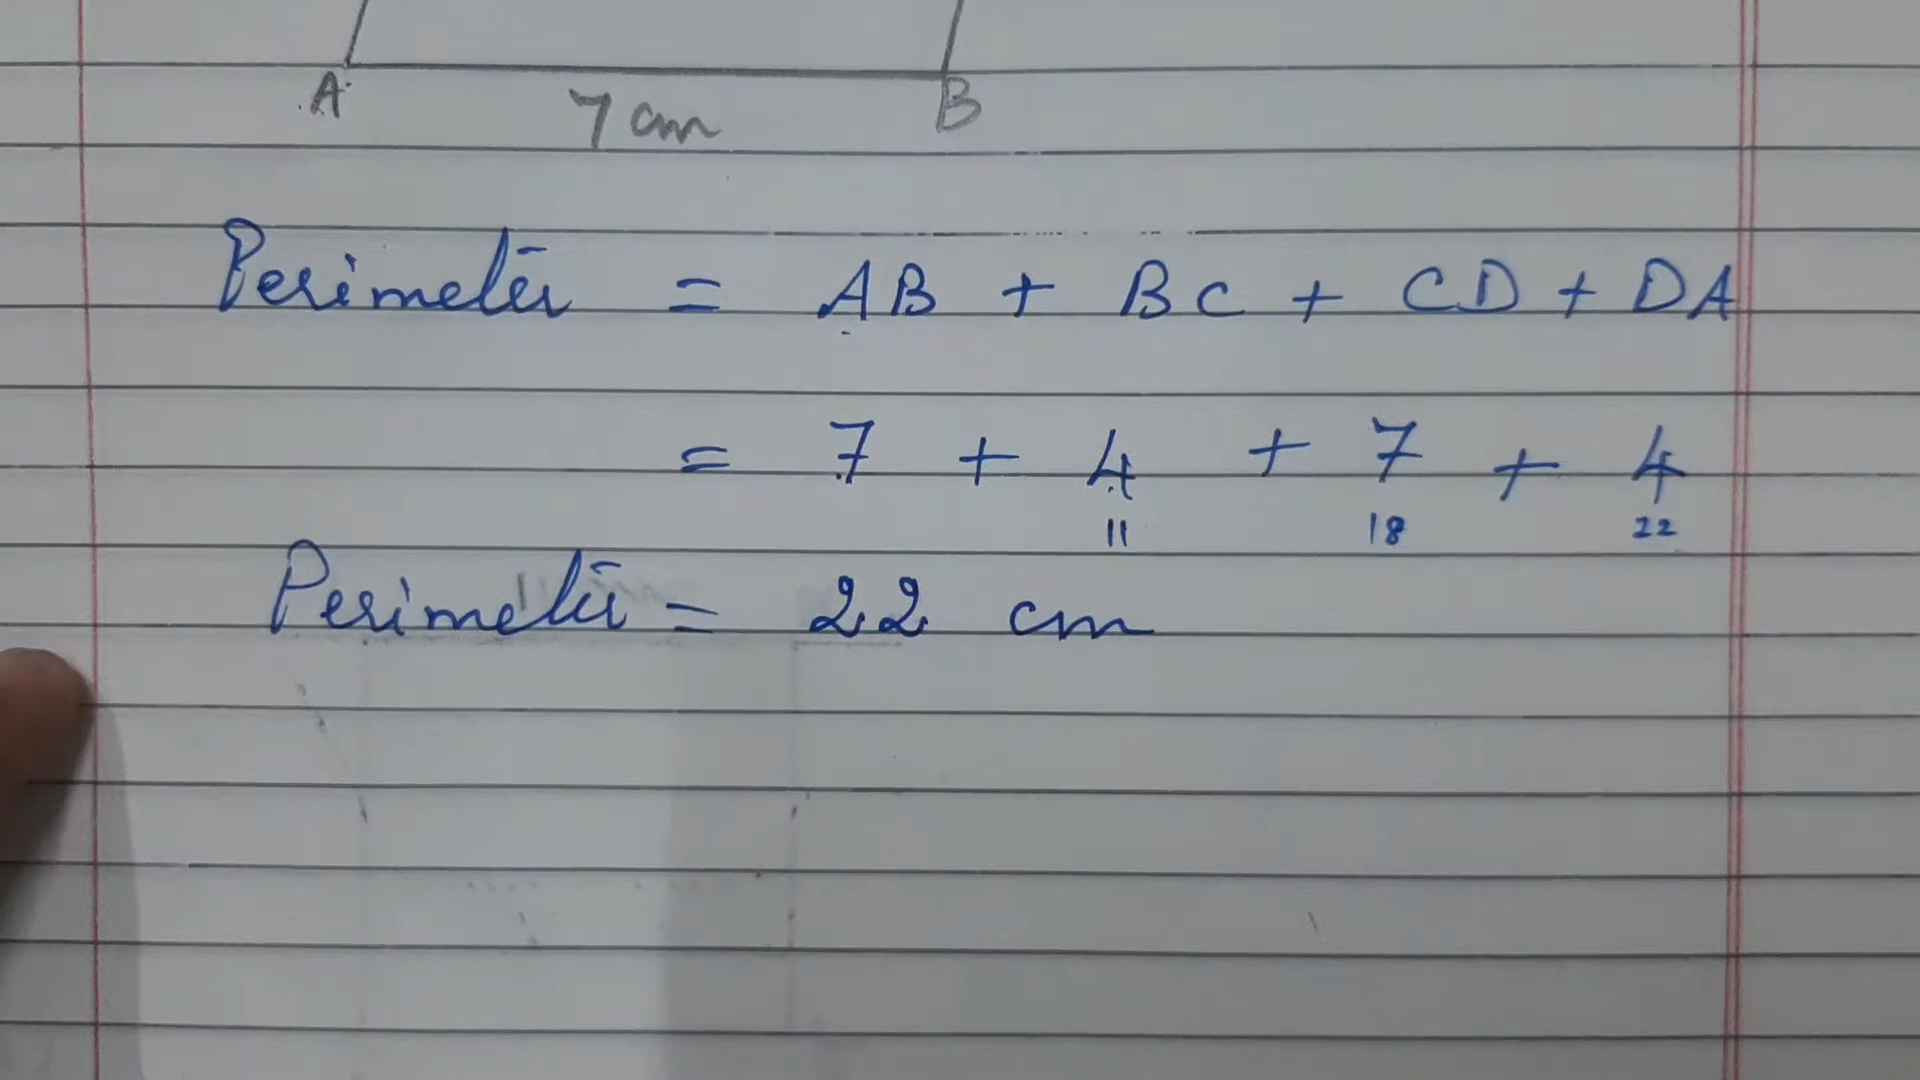 A 7 cm B
Perimeter = AB + BC + CD + DA
= 7 + 4 + 7 + 4
11 18 22
Perimeter = 22 cm